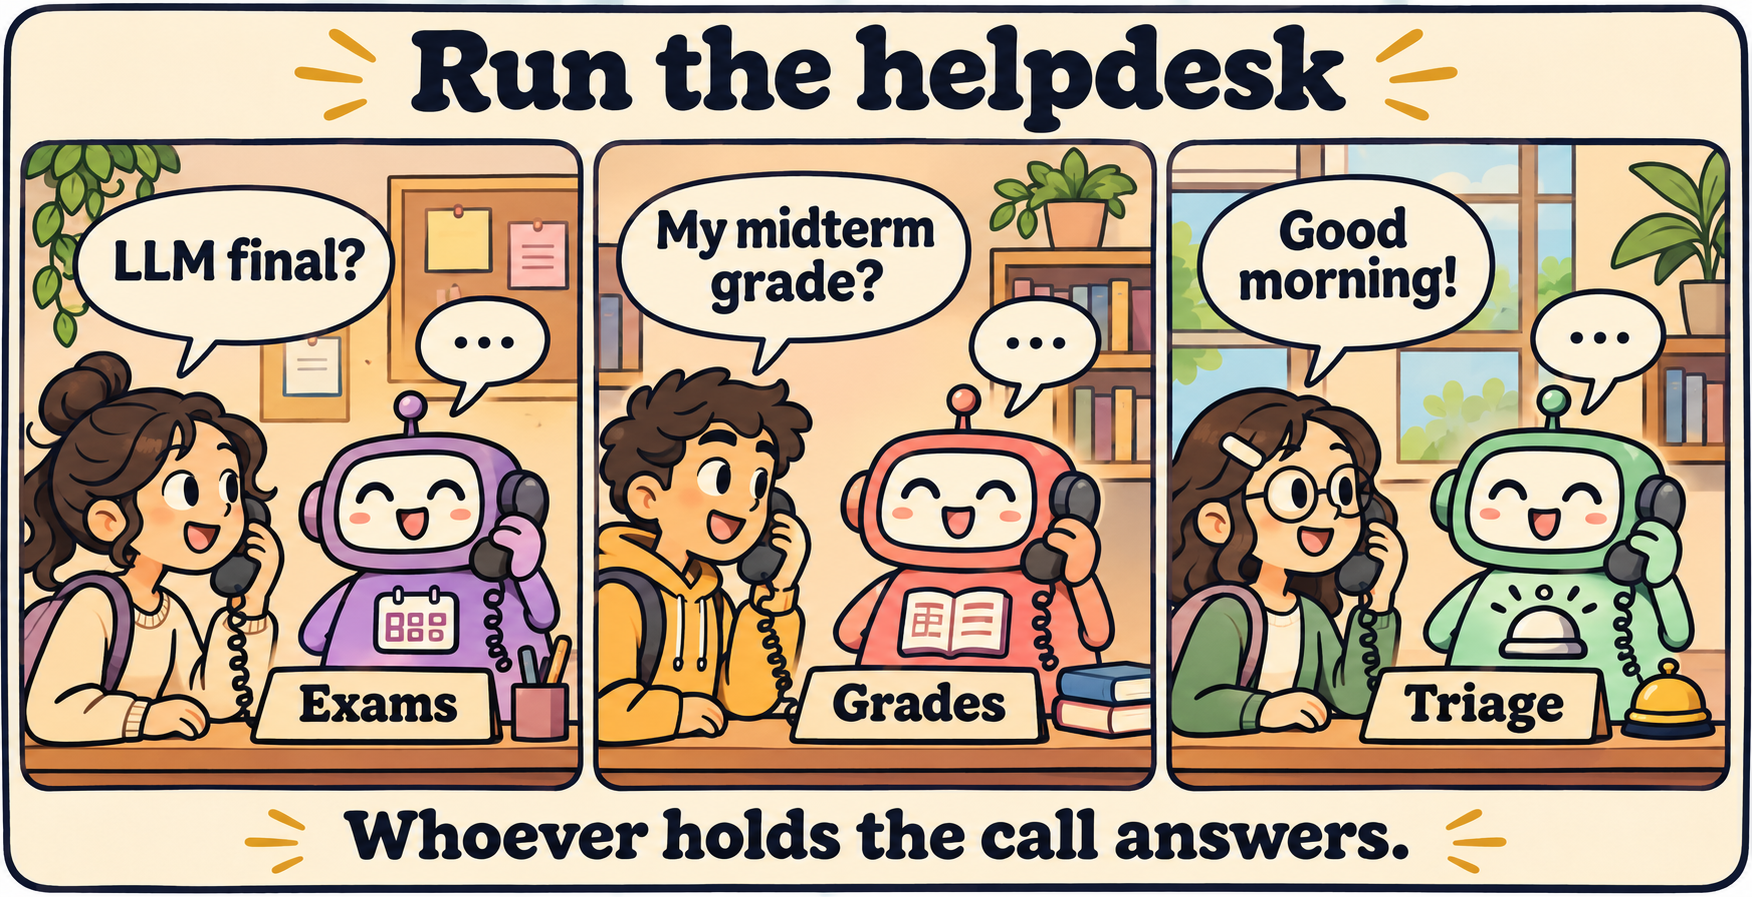 Run the helpdesk
LLM final?
...
My midterm
grade?
...
Good
morning!
...
Exams
Grades
Triage
Whoever holds the call answers.